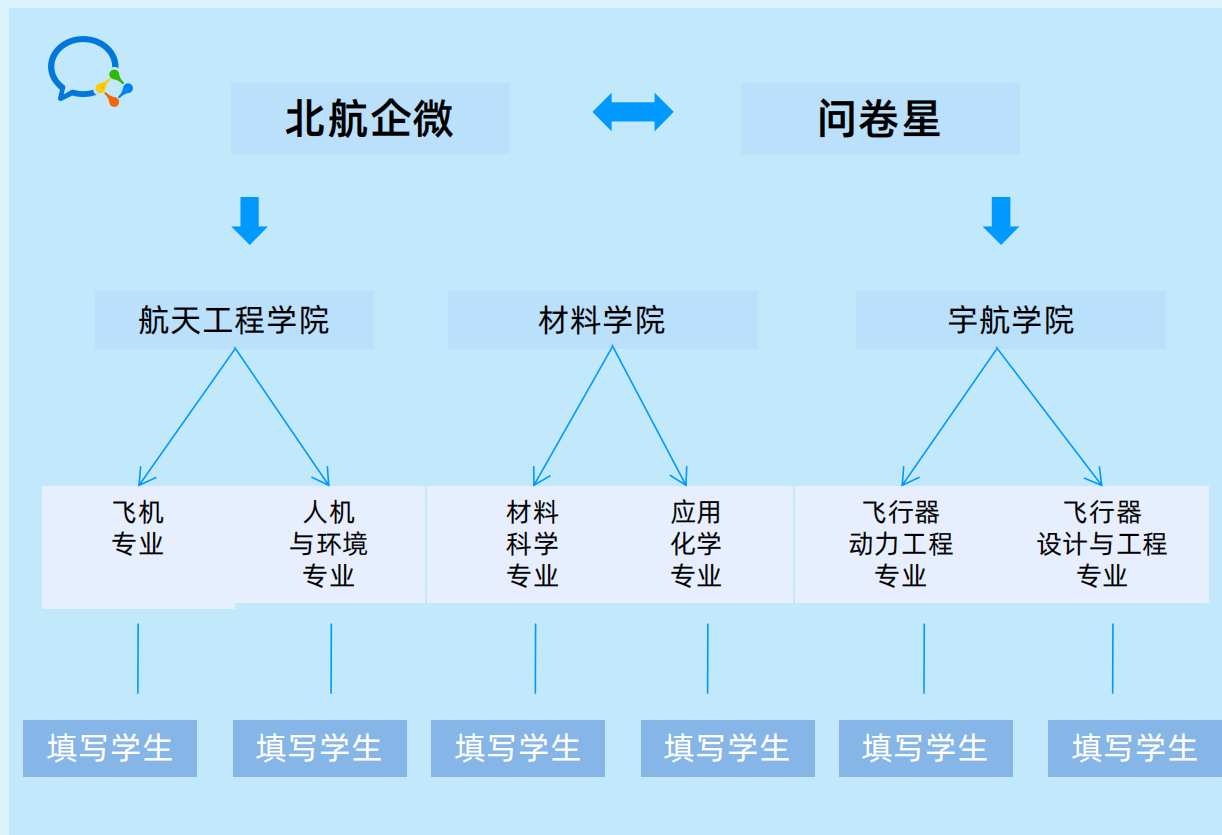 北航企微
问卷星
航天工程学院
材料学院
宇航学院
飞机
专业
人机
与环境
专业
材料
科学
专业
应用
化学
专业
飞行器
动力工程
专业
飞行器
设计与工程
专业
填写学生
填写学生
填写学生
填写学生
填写学生
填写学生